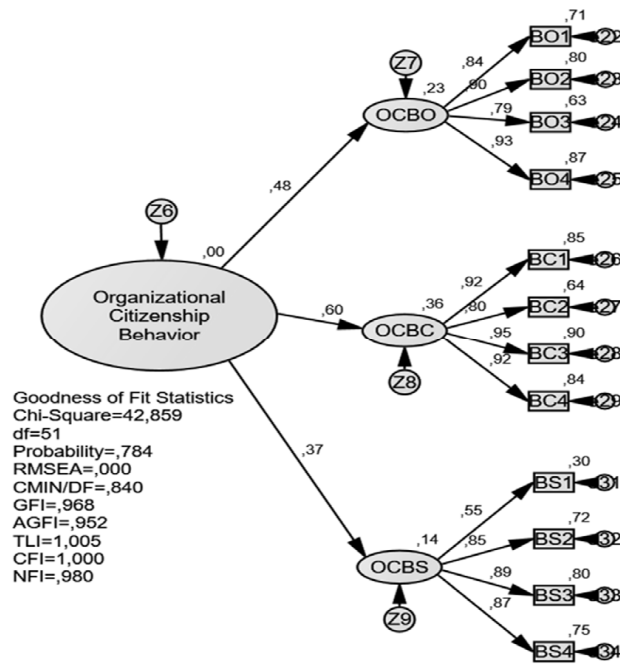 ,71
BO1
,84
,80
Z7
BO2
,90
,23
,63
OCBO
,79
BO3
,93
,87
BO4
,48
Z6
,00
,85
BC1
,92
Organizational
Citizenship
Behavior
,60
,36
,64
,80
BC2
OCBC
,95
,90
BC3
,92
,84
Z8
BC4
Goodness of Fit Statistics
Chi-Square=42,859
df=51
Probability=,784
RMSEA=,000
CMIN/DF=,840
GFI=,968
AGFI=,952
TLI=1,005
CFI=1,000
NFI=,980
,37
,30
BS1
,55
,72
,14
,85
BS2
OCBS
,89
,80
BS3
,87
,75
Z9
BS4